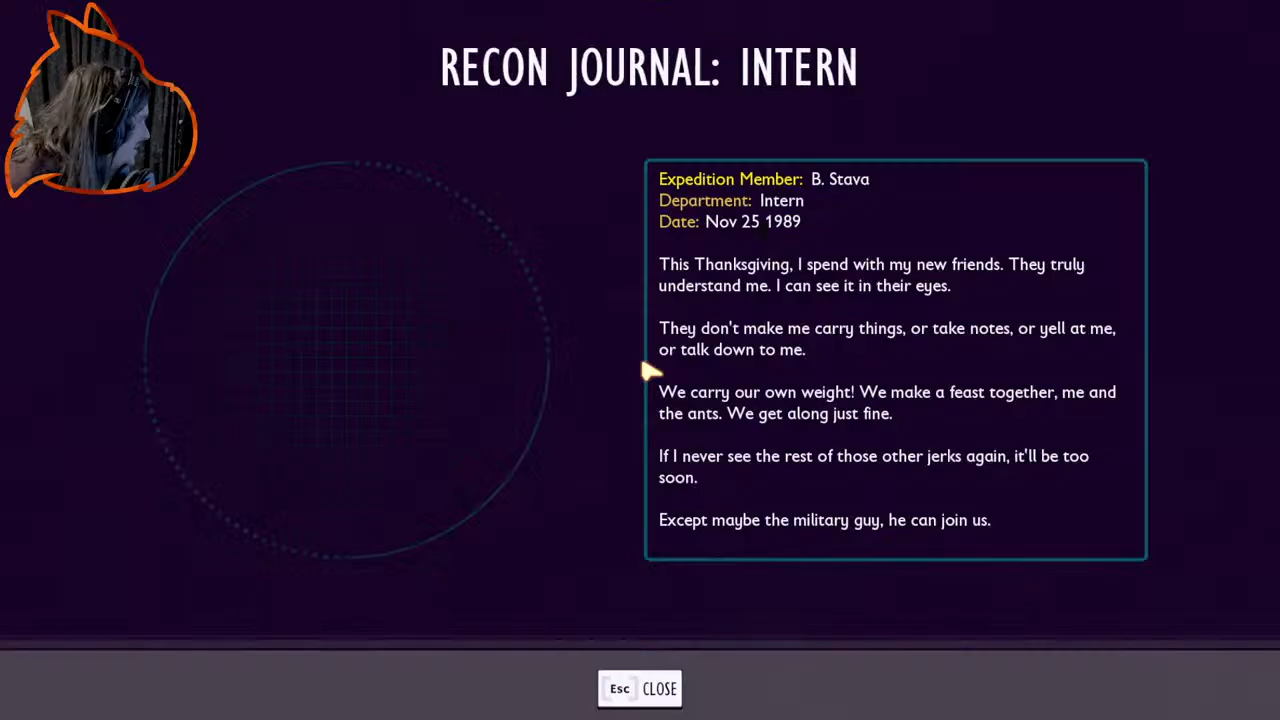 RECON JOURNAL: INTERN
Expedition Member: B. Stava
Department: Intern
Date: Nov 25 1989
This Thanksgiving, I spend with my new friends. They truly
understand me. I can see it in their eyes.
They don't make me carry things, or take notes, or yell at me,
or talk down to me.
We carry our own weight! We make a feast together, me and
the ants. We get along just fine.
If I never see the rest of those other jerks again, it'll be too
soon.
Except maybe the military guy, he can join us.
Esc CLOSE